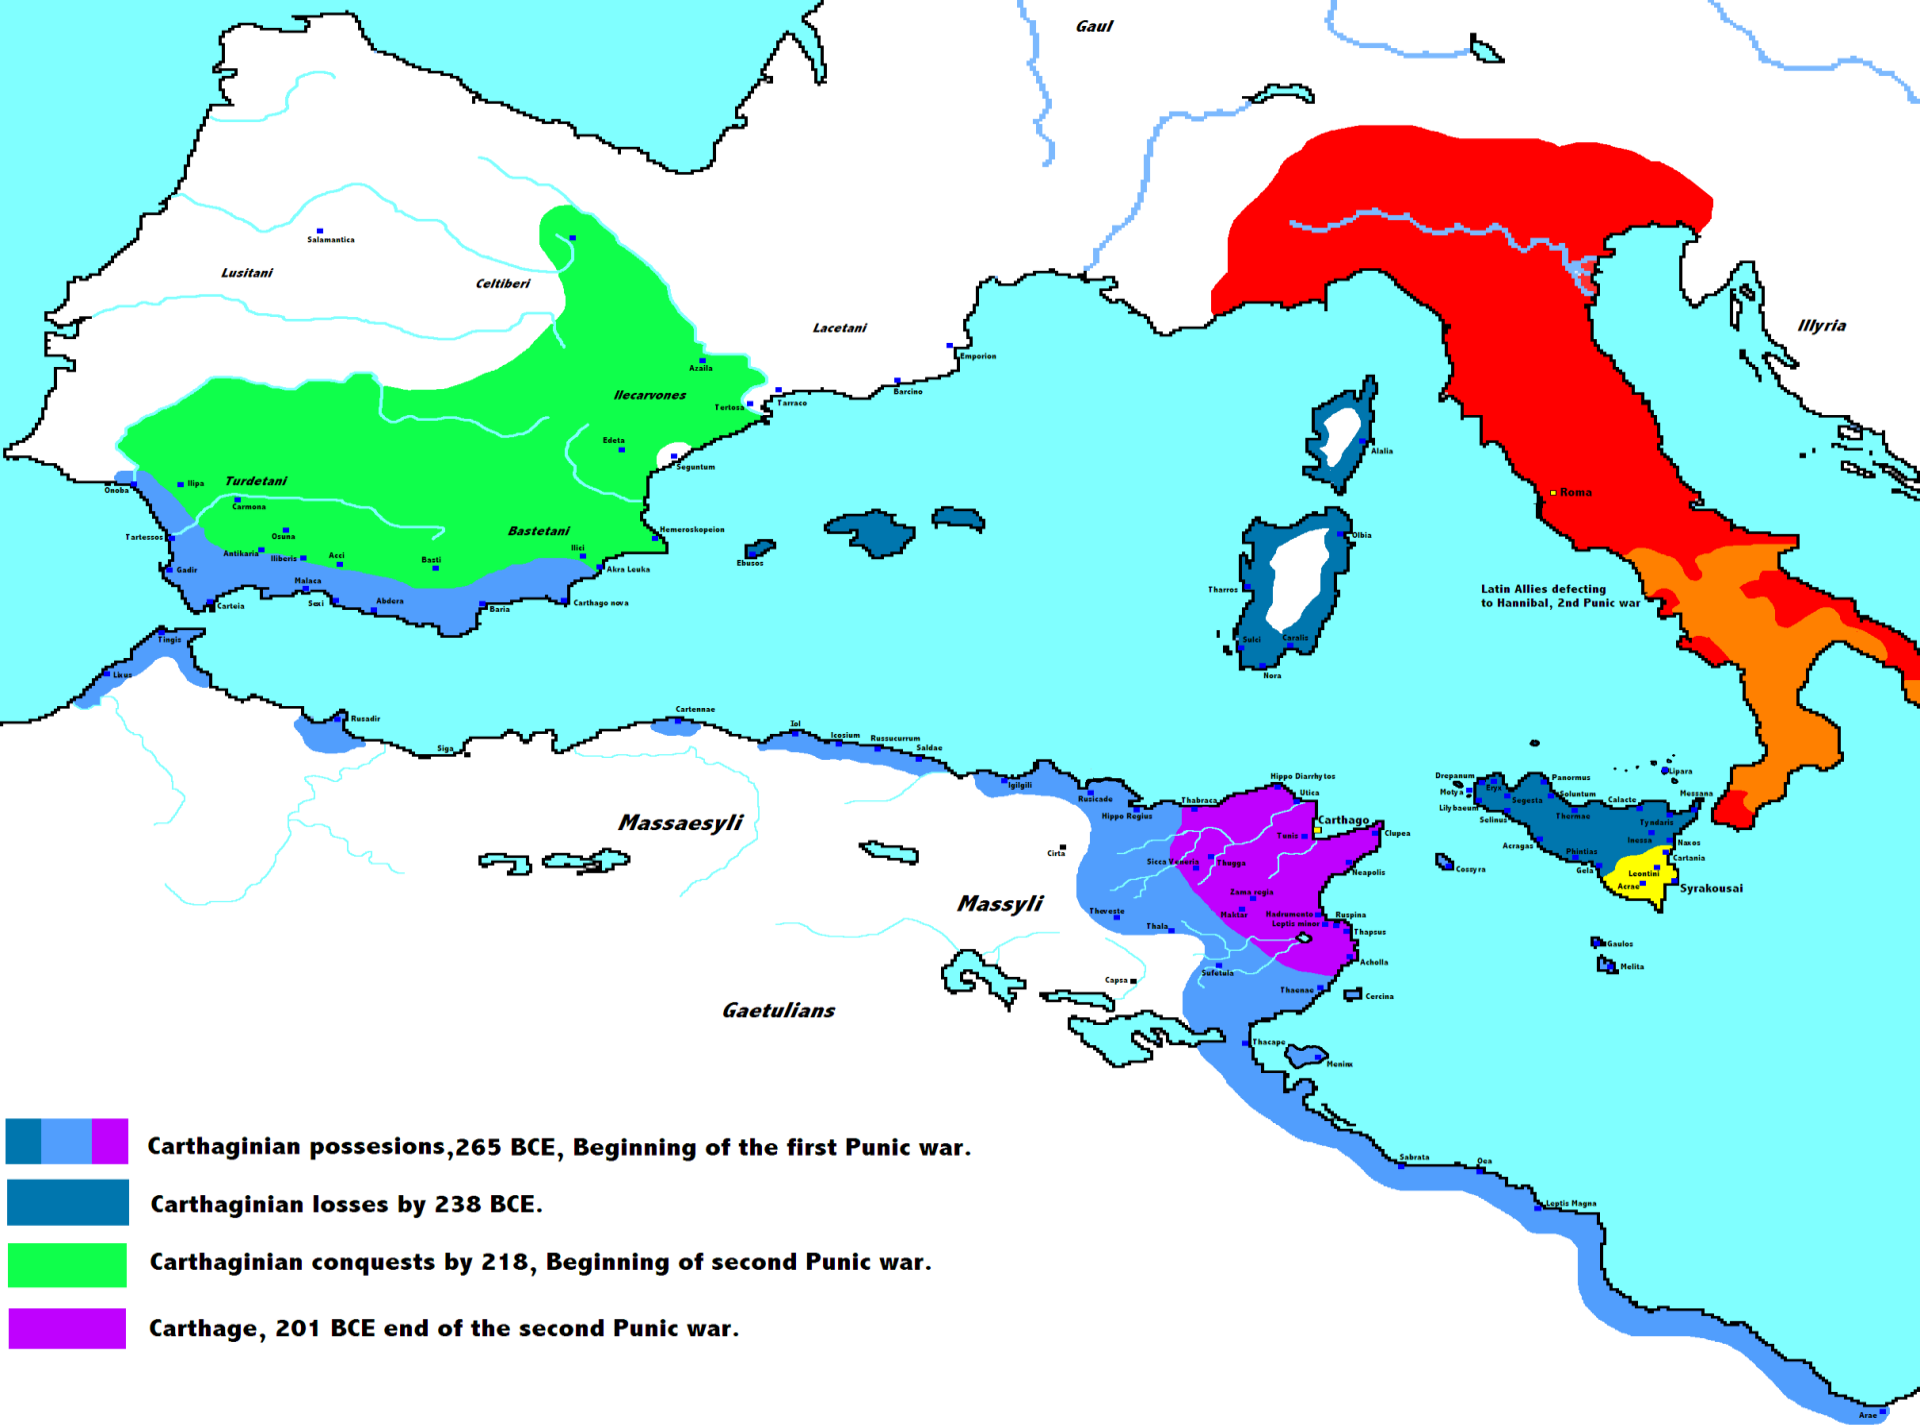 Gaul
Salamantica
Lusitani
Celtiberi
Lacetani
Illyria
Emporion
Azaila
Ilecarvones
Barcino
Tertosa
Tarraco
Edeta
Alalia
Seguntum
Turdetani
Ilipa
Onoba
Roma
Carmona
Bastetani
Hemeroskopeion
Tartessos
Osuna
Olbia
Antikaria
Iliberis
Acci
Basti
Ilici
Ebusos
Gadir
Akra Leuka
Malaca
Latin Allies defecting
to Hannibal, 2nd Punic war
Tharros
Carteia
Sexi
Abdera
Baria
Carthago nova
Tingis
Sulci
Caralis
Lixus
Nora
Cartennae
Rusadir
Iol
Icosium
Russucurrum
Siga
Saldae
Lipara
Hippo Diarrhytos
Drepanum
Panormus
Igilgili
Utica
Motya
Eryx
Soluntum
Messana
Rusicade
Thabraca
Segesta
Calacte
Lilybaeum
Hippo Regius
Thermae
Carthago
Selinus
Tyndaris
Massaesyli
Tunis
Clupea
Inessa
Naxos
Acragas
Cirta
Phintias
Cartania
Sicca Veneria
Thugga
Cossyra
Gela
Leontini
Neapolis
Acrae
Syrakousai
Zama regia
Massyli
Theveste
Maktar
Hadrumento
Ruspina
Thala
Leptis minor
Thapsus
Gaulos
Acholla
Melita
Sufetula
Capsa
Thaenae
Cercina
Gaetulians
Thacape
Meninx
Carthaginian possesions,265 BCE, Beginning of the first Punic war.
Sabrata
Oea
Carthaginian losses by 238 BCE.
Leptis Magna
Carthaginian conquests by 218, Beginning of second Punic war.
Carthage, 201 BCE end of the second Punic war.
Arae